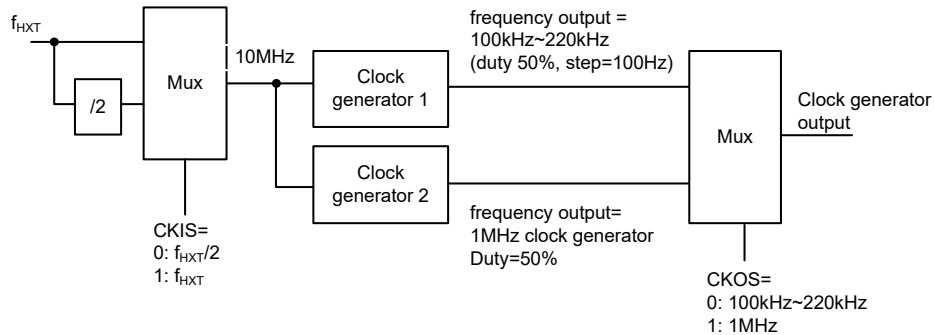 fHXT
/2
Mux
CKIS=
0: fHXT/2
1: fHXT
10MHz
Clock
generator 1
Clock
generator 2
frequency output =
100kHz~220kHz
(duty 50%, step=100Hz)
frequency output=
1MHz clock generator
Duty=50%
Mux
CKOS=
0: 100kHz~220kHz
1: 1MHz
Clock generator
output